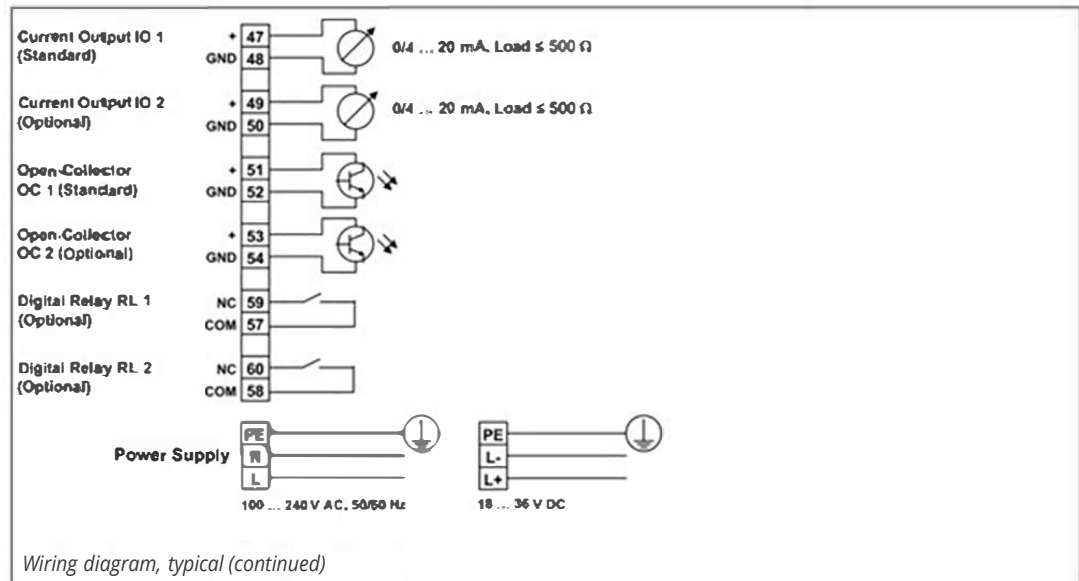 Current Output IO 1
(Standard)
+ 47
GND 48
0/4 ... 20 mA, Load ≤ 500 Ω
Current Output IO 2
(Optional)
+ 49
GND 50
0/4 ... 20 mA, Load ≤ 500 Ω
Open-Collector
OC 1 (Standard)
+ 51
GND 52
Open-Collector
OC 2 (Optional)
+ 53
GND 54
Digital Relay RL 1
(Optional)
NC 59
COM 57
Digital Relay RL 2
(Optional)
NC 60
COM 58
Power Supply
PE
N
L
100 ... 240 V AC, 50/60 Hz
PE
L-
L+
18 ... 36 V DC
Wiring diagram, typical (continued)